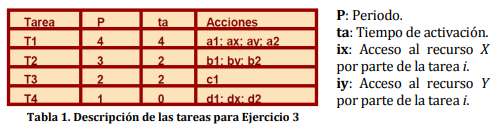 Tarea P ta Acciones
T1 4 4 a1; ax; ay; a2
T2 3 2 b1; by; b2
T3 2 2 c1
T4 1 0 d1; dx; d2
Tabla 1. Descripción de las tareas para Ejercicio 3
P: Periodo.
ta: Tiempo de activación.
ix: Acceso al recurso X
por parte de la tarea i.
iy: Acceso al recurso Y
por parte de la tarea i.